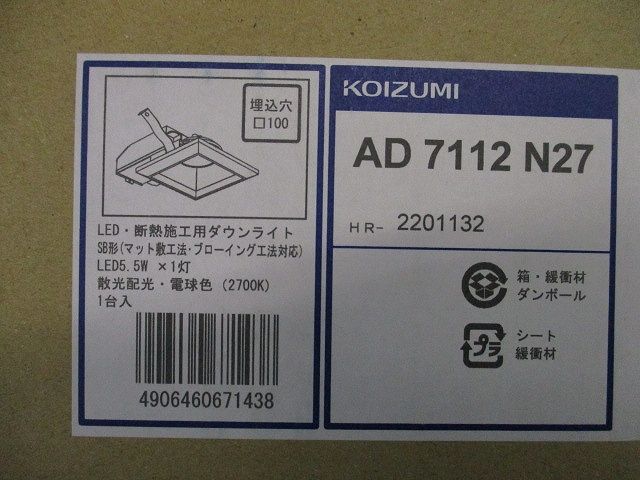 埋込穴
□100
LED・断熱施工用ダウンライト
SB形(マット敷工法・ブローイング工法対応)
LED5.5W ×1灯
散光配光・電球色 (2700K)
1台入
4906460671438
KOIZUMI
AD 7112 N27
HR- 2201132
箱・緩衝材
ダンボール
プラ
シート
緩衝材